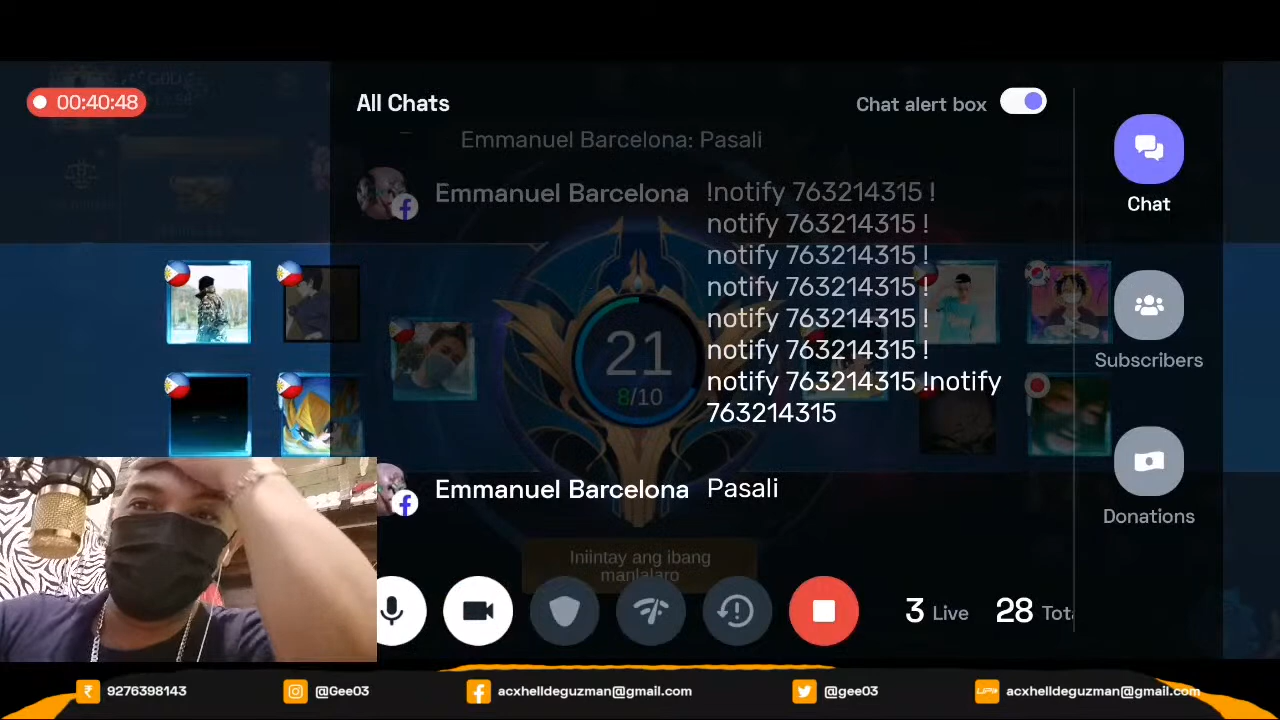 00:40:48
All Chats
Chat alert box
Emmanuel Barcelona: Pasali
Emmanuel Barcelona
!notify 763214315 !
notify 763214315 !
notify 763214315 !
notify 763214315 !
notify 763214315 !
notify 763214315 !
notify 763214315 !notify
763214315
Chat
Subscribers
Donations
21
8/10
Emmanuel Barcelona Pasali
Iniintay ang ibang
manlalaro
3 Live 28 Tot
9276398143
@Gee03
acxhelldeguzman@gmail.com
@gee03
UPI
acxhelldeguzman@gmail.com